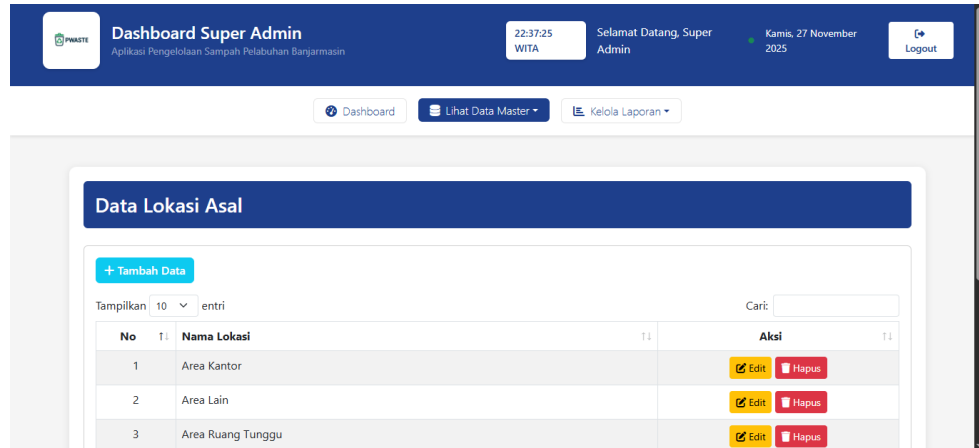 PWASTE
Dashboard Super Admin
Aplikasi Pengelolaan Sampah Pelabuhan Banjarmasin
22:37:25
WITA
Selamat Datang, Super
Admin
Kamis, 27 November
2025
Logout
Dashboard
Lihat Data Master
Kelola Laporan
Data Lokasi Asal
+ Tambah Data
Tampilkan 10 entri
Cari:
No Nama Lokasi Aksi
1 Area Kantor Edit Hapus
2 Area Lain Edit Hapus
3 Area Ruang Tunggu Edit Hapus